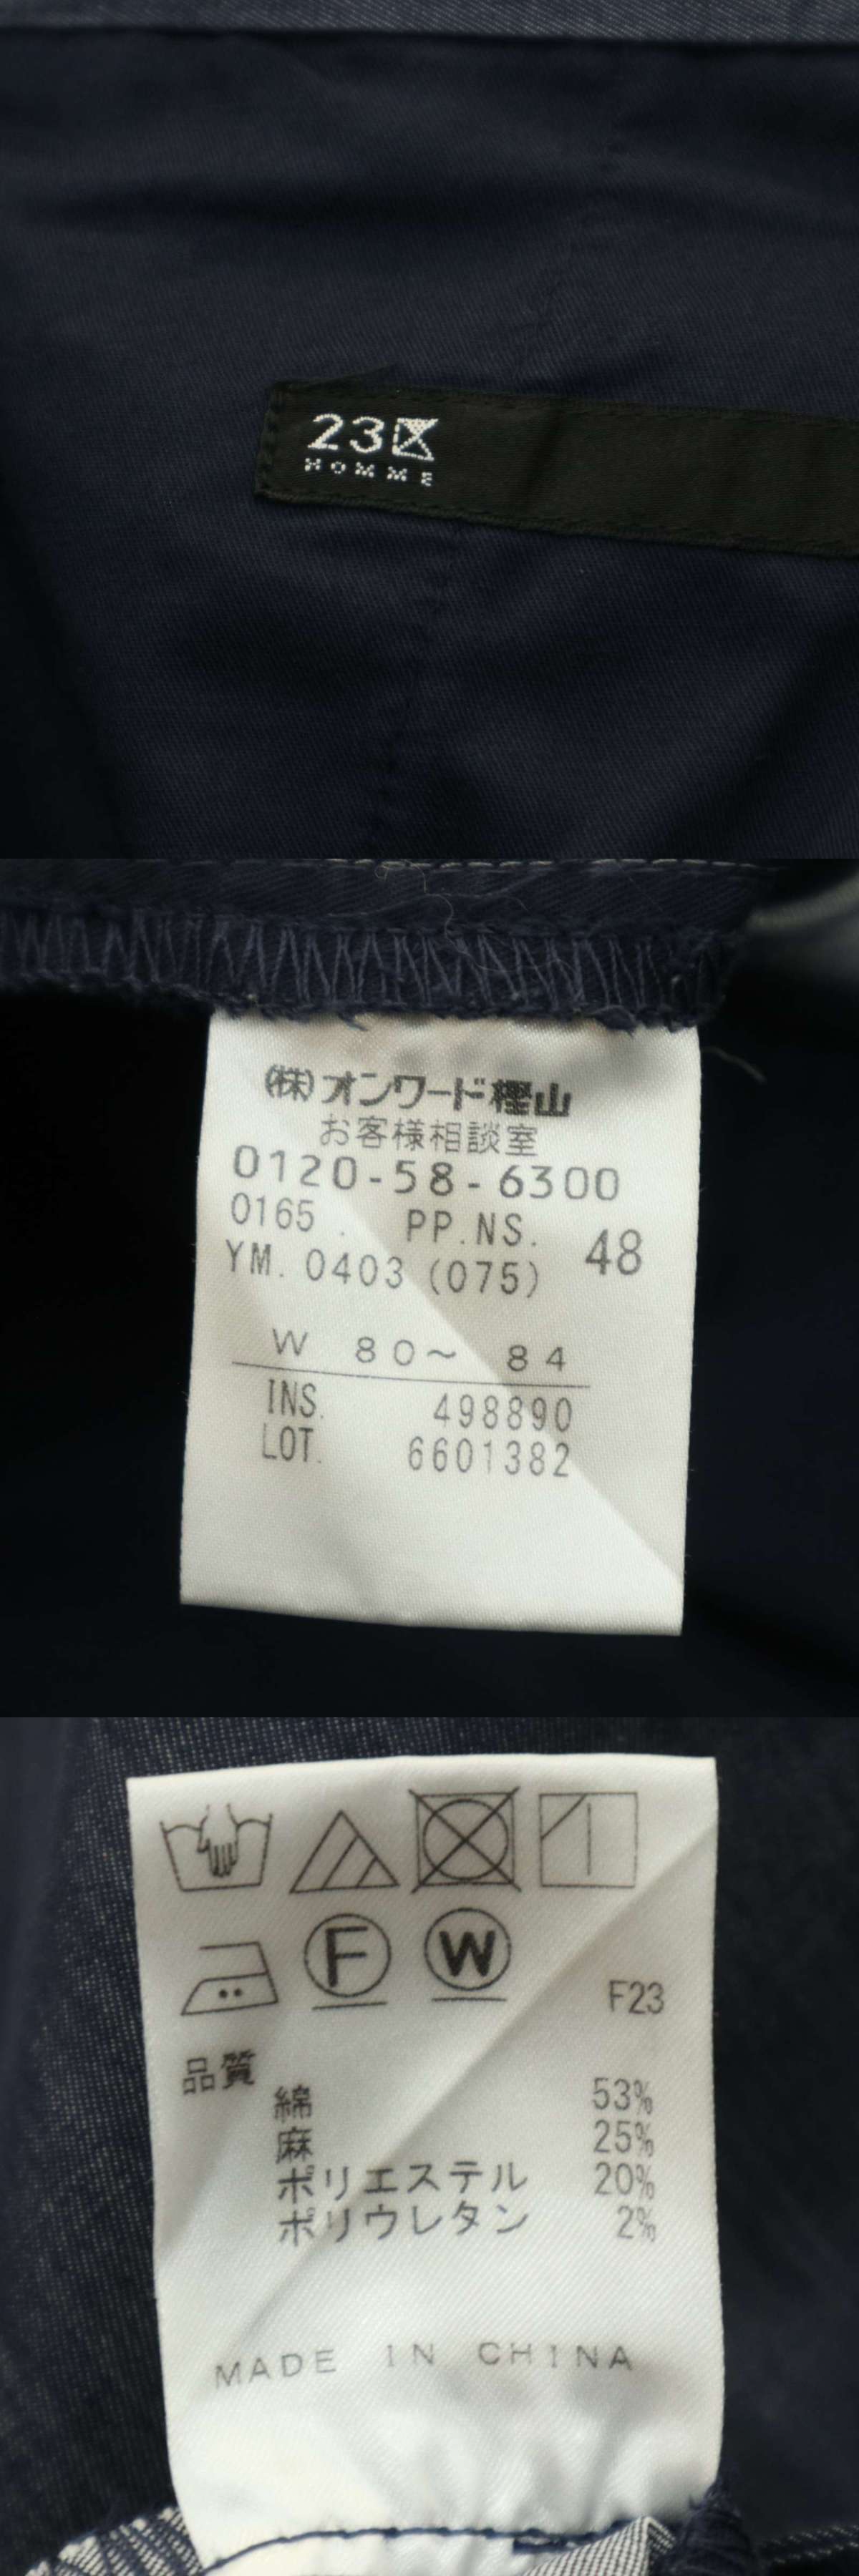 23区
HOMME
(株)オンワード樫山
お客様相談室
0120-58-6300
0165 . PP.NS. 48
YM. 0403 (075)
W 80~ 84
INS. 498890
LOT. 6601382
F W
F23
品質
綿 53%
麻 25%
ポリエステル 20%
ポリウレタン 2%
MADE IN CHINA